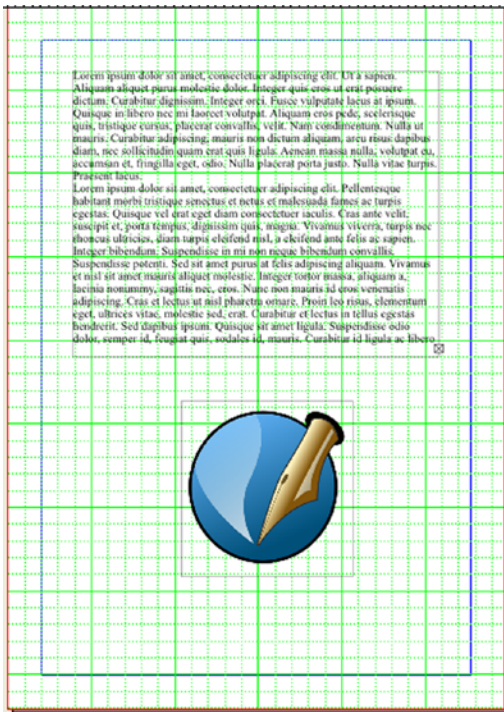 Lorem ipsum dolor sit amet, consectetuer adipiscing elit. Ut a sapien.
Aliquam aliquet purus molestie dolor. Integer quis eros ut erat posuere
dictum. Curabitur dignissim. Integer orci. Fusce vulputate lacus at ipsum.
Quisque in libero nec mi laoreet volutpat. Aliquam eros pede, scelerisque
quis, tristique cursus, placerat convallis, velit. Nam condimentum. Nulla ut
mauris. Curabitur adipiscing, mauris non dictum aliquam, arcu risus dapibus
diam, nec sollicitudin quam erat quis ligula. Aenean massa nulla, volutpat eu,
accumsan et, fringilla eget, odio. Nulla placerat porta justo. Nulla vitae turpis.
Praesent lacus.
Lorem ipsum dolor sit amet, consectetuer adipiscing elit. Pellentesque
habitant morbi tristique senectus et netus et malesuada fames ac turpis
egestas. Quisque vel erat eget diam consectetuer iaculis. Cras ante velit,
suscipit et, porta tempus, dignissim quis, magna. Vivamus viverra, turpis nec
rhoncus ultricies, diam turpis eleifend nisl, a eleifend ante felis ac sapien.
Integer bibendum. Suspendisse in mi non neque bibendum convallis.
Suspendisse potenti. Sed sit amet purus at felis adipiscing aliquam. Vivamus
et nisl sit amet mauris aliquet molestie. Integer tortor massa, aliquam a,
lacinia nonummy, sagittis nec, eros. Nunc non mauris id eros venenatis
adipiscing. Cras et lectus ut nisl pharetra ornare. Proin leo risus, elementum
eget, ultrices vitae, molestie sed, erat. Curabitur et lectus in tellus egestas
hendrerit. Sed dapibus ipsum. Quisque sit amet ligula. Suspendisse odio
dolor, semper id, feugiat quis, sodales id, mauris. Curabitur id ligula ac libero